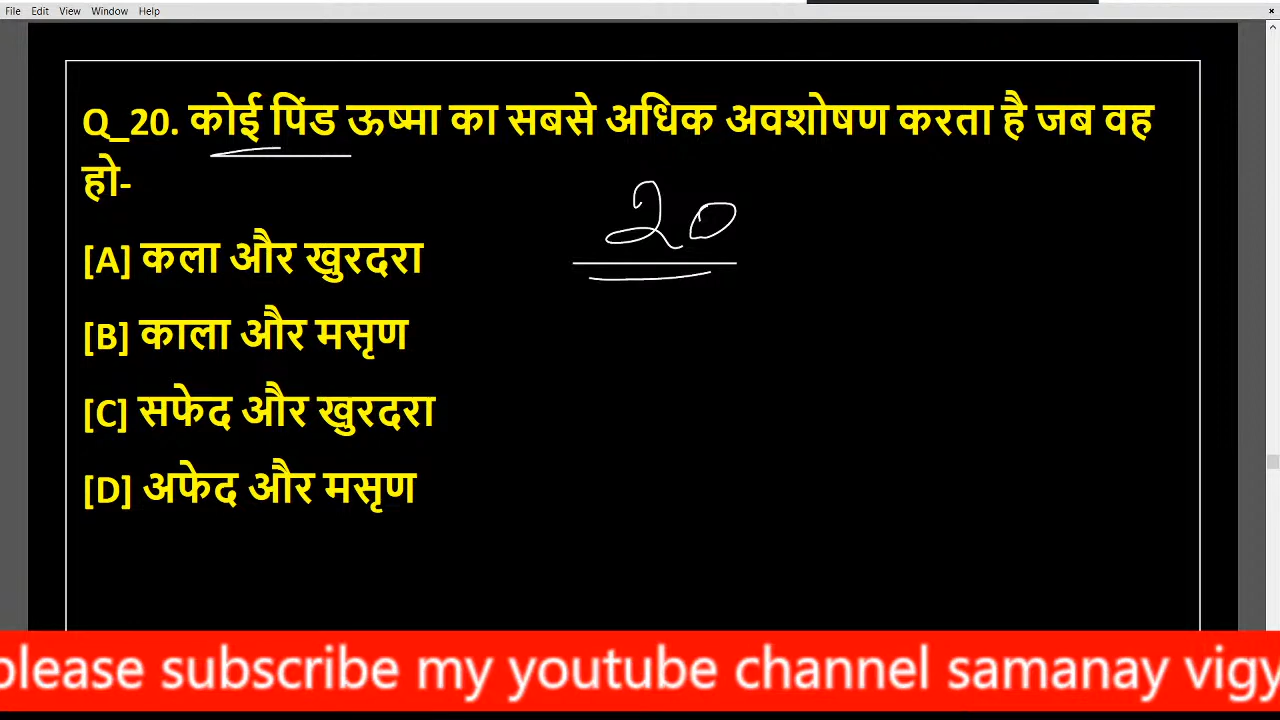 File Edit View Window Help
Q_20. कोई पिंड ऊष्मा का सबसे अधिक अवशोषण करता है जब वह
हो-
20
[A] कला और खुरदरा
[B] काला और मसृण
[C] सफेद और खुरदरा
[D] अफेद और मसृण
please subscribe my youtube channel samanay vigy